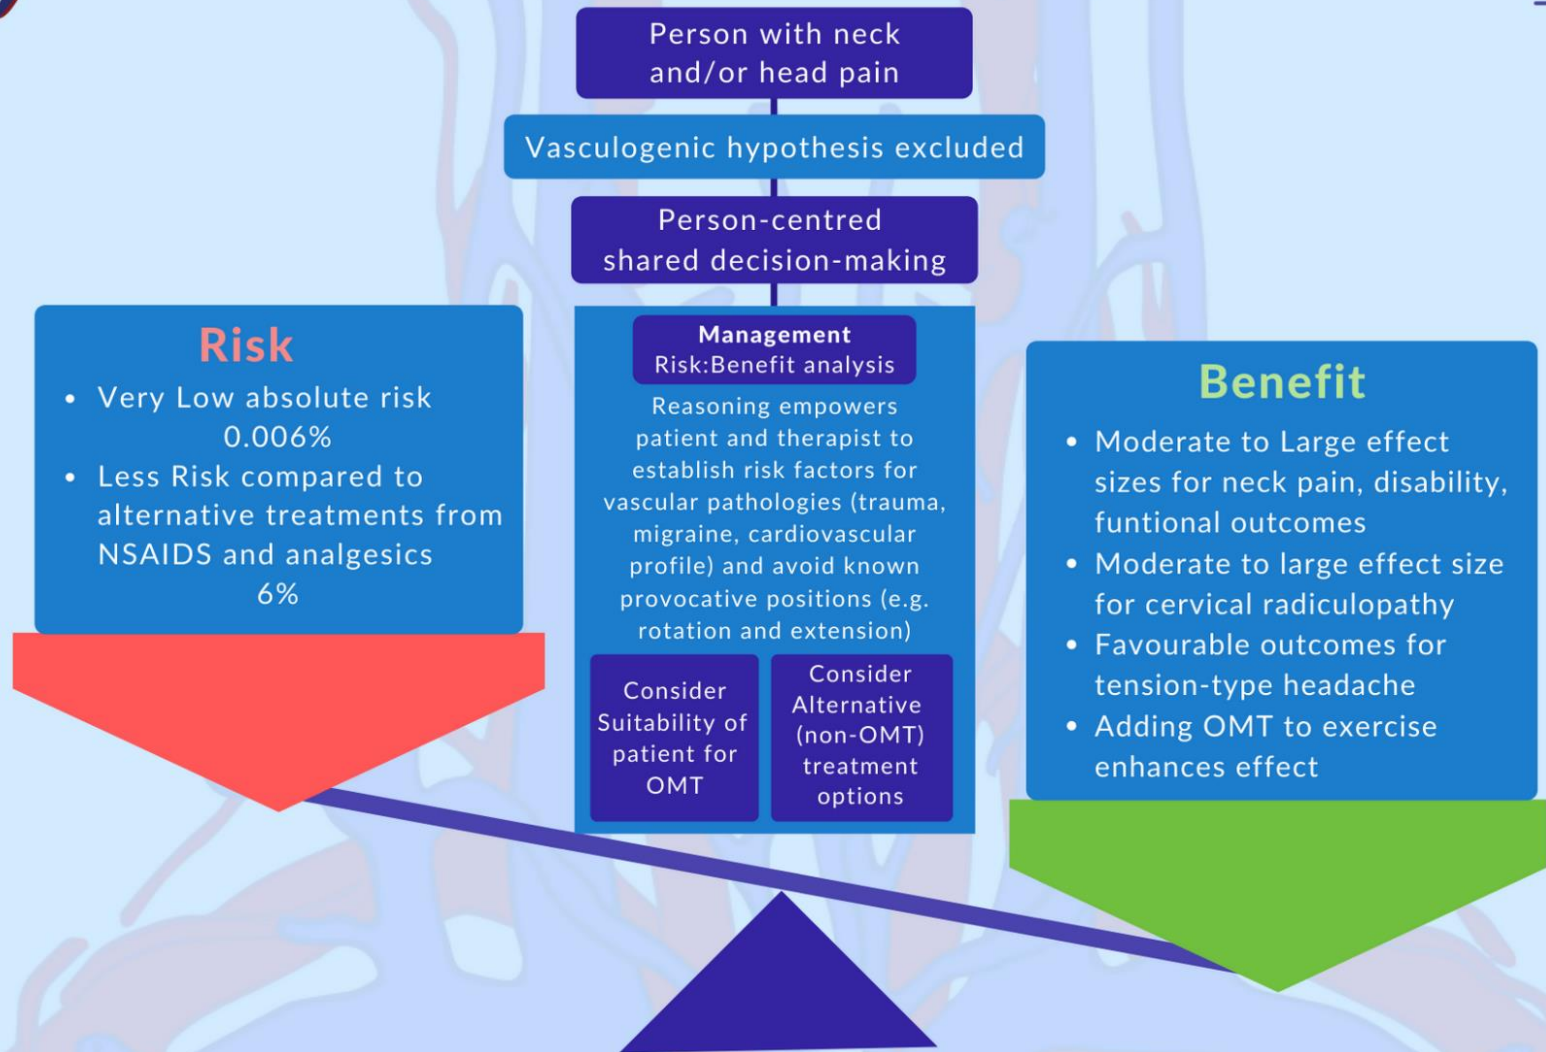 Person with neck
and/or head pain
Vasculogenic hypothesis excluded
Person-centred
shared decision-making
Risk
• Very Low absolute risk
0.006%
• Less Risk compared to
alternative treatments from
NSAIDS and analgesics
6%
Management
Risk:Benefit analysis
Reasoning empowers
patient and therapist to
establish risk factors for
vascular pathologies (trauma,
migraine, cardiovascular
profile) and avoid known
provocative positions (e.g.
rotation and extension)
Consider
Suitability of
patient for
OMT
Consider
Alternative
(non-OMT)
treatment
options
Benefit
• Moderate to Large effect
sizes for neck pain, disability,
funtional outcomes
• Moderate to large effect size
for cervical radiculopathy
• Favourable outcomes for
tension-type headache
• Adding OMT to exercise
enhances effect